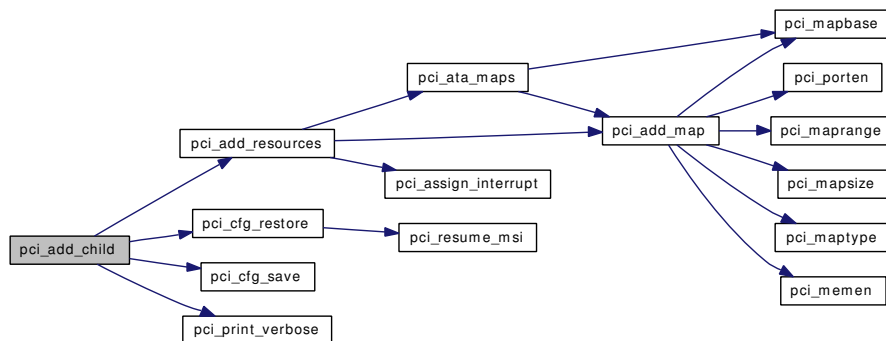 pci_mapbase
pci_ata_maps
pci_porten
pci_add_map
pci_maprange
pci_add_resources
pci_assign_interrupt
pci_mapsize
pci_cfg_restore
pci_resume_msi
pci_maptype
pci_add_child
pci_cfg_save
pci_memen
pci_print_verbose